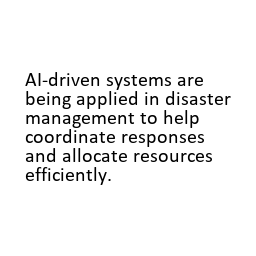 AI-driven systems are
being applied in disaster
management to help
coordinate responses
and allocate resources
efficiently.